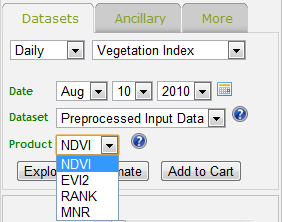 Datasets Ancillary More
Daily Vegetation Index
Date Aug 10 2010
Dataset Preprocessed Input Data
Product NDVI
NDVI
Explo mate Add to Cart
EVI2
RANK
MNR